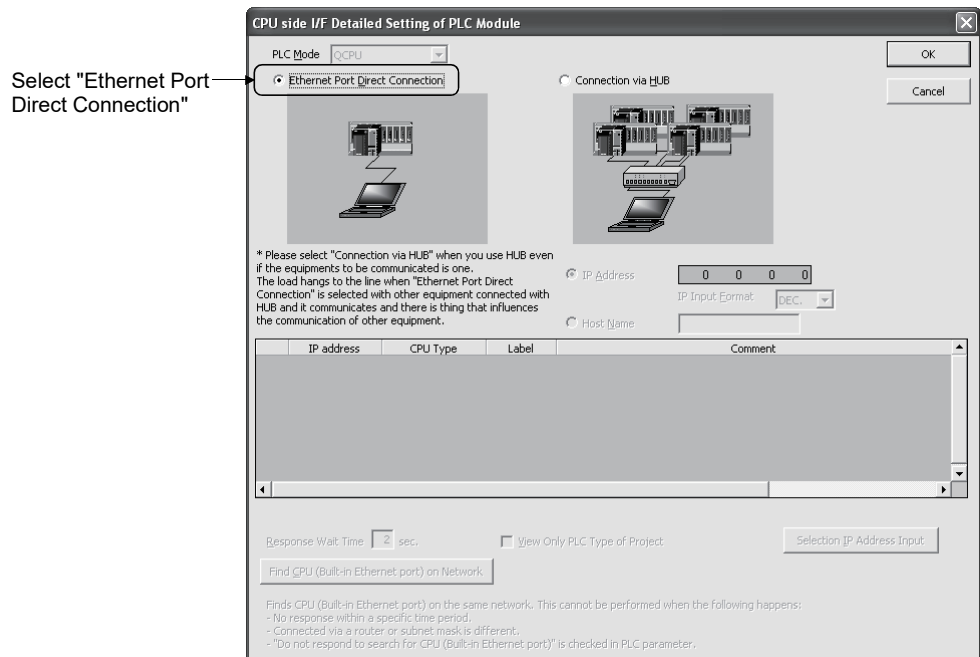 CPU side I/F Detailed Setting of PLC Module
PLC Mode QCPU
OK
Select "Ethernet Port
Direct Connection"
Ethernet Port Direct Connection
Connection via HUB
Cancel
* Please select "Connection via HUB" when you use HUB even
if the equipments to be communicated is one.
The load hangs to the line when "Ethernet Port Direct
Connection" is selected with other equipment connected with
HUB and it communicates and there is thing that influences
the communication of other equipment.
IP Address 0 0 0 0
IP Input Format DEC.
Host Name
IP address CPU Type Label Comment
Response Wait Time 2 sec.
View Only PLC Type of Project
Selection IP Address Input
Find CPU (Built-in Ethernet port) on Network
Finds CPU (Built-in Ethernet port) on the same network. This cannot be performed when the following happens:
- No response within a specific time period.
- Connected via a router or subnet mask is different.
- "Do not respond to search for CPU (Built-in Ethernet port)" is checked in PLC parameter.